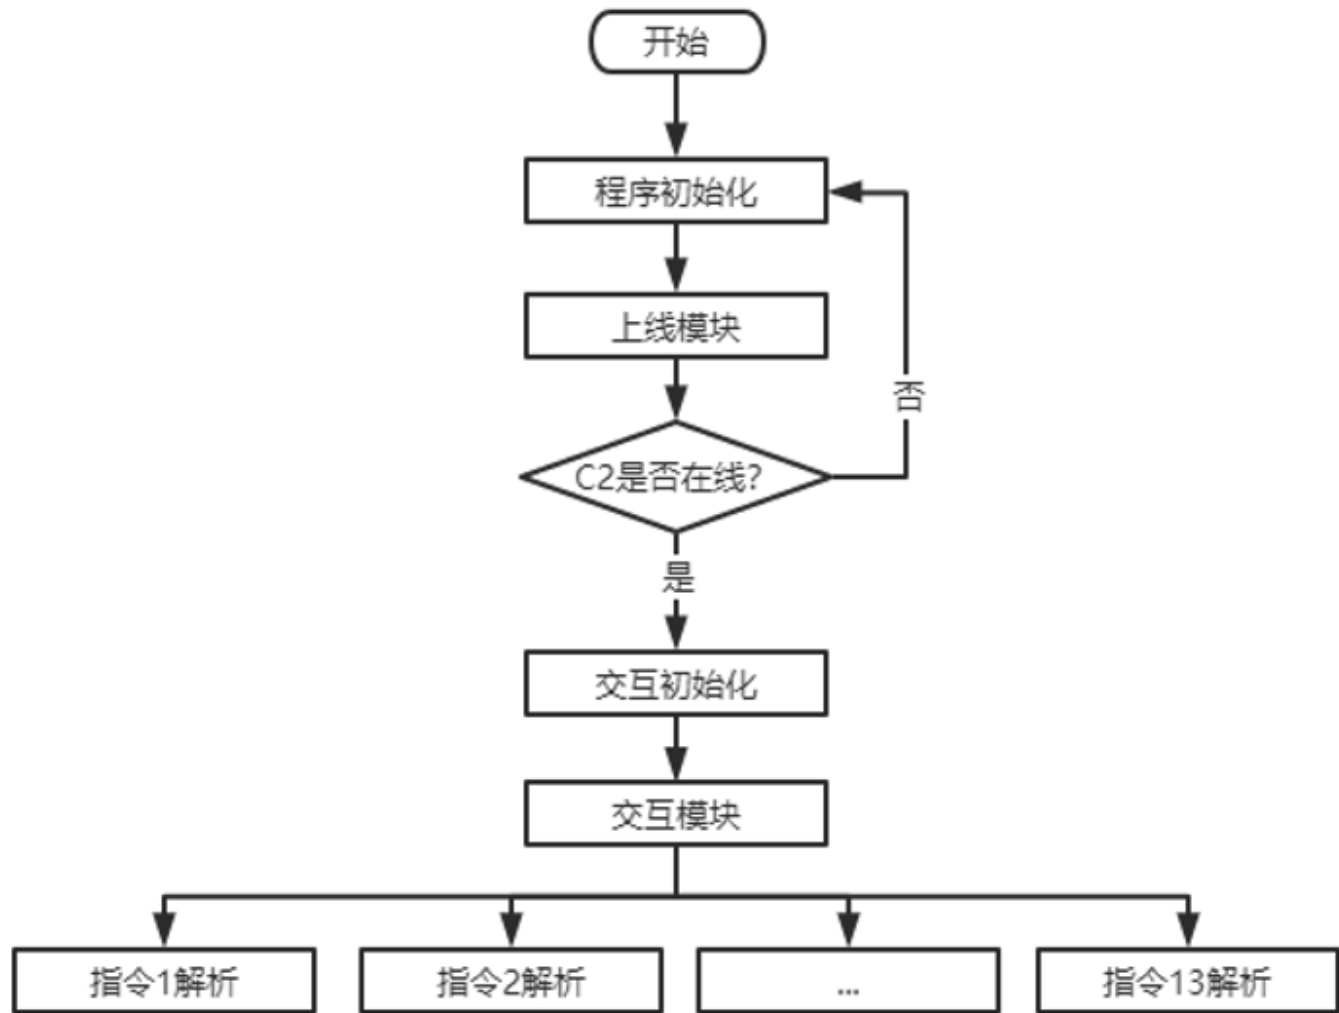 开始
程序初始化
上线模块
否
C2是否在线?
是
交互初始化
交互模块
指令1解析
指令2解析
...
指令13解析